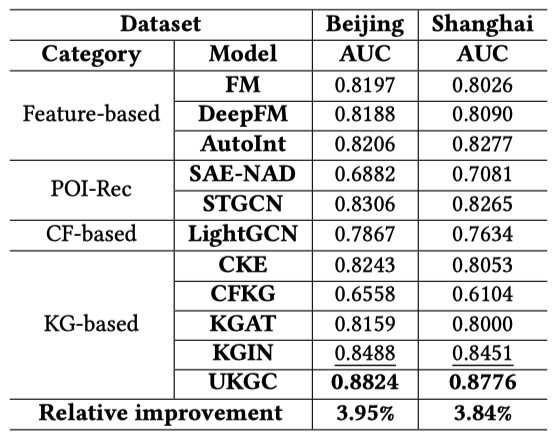 Dataset Beijing Shanghai
Category Model AUC AUC
Feature-based FM 0.8197 0.8026
DeepFM 0.8188 0.8090
AutoInt 0.8206 0.8277
POI-Rec SAE-NAD 0.6882 0.7081
STGCN 0.8306 0.8265
CF-based LightGCN 0.7867 0.7634
KG-based CKE 0.8243 0.8053
CFKG 0.6558 0.6104
KGAT 0.8159 0.8000
KGIN 0.8488 0.8451
UKGC 0.8824 0.8776
Relative improvement 3.95% 3.84%